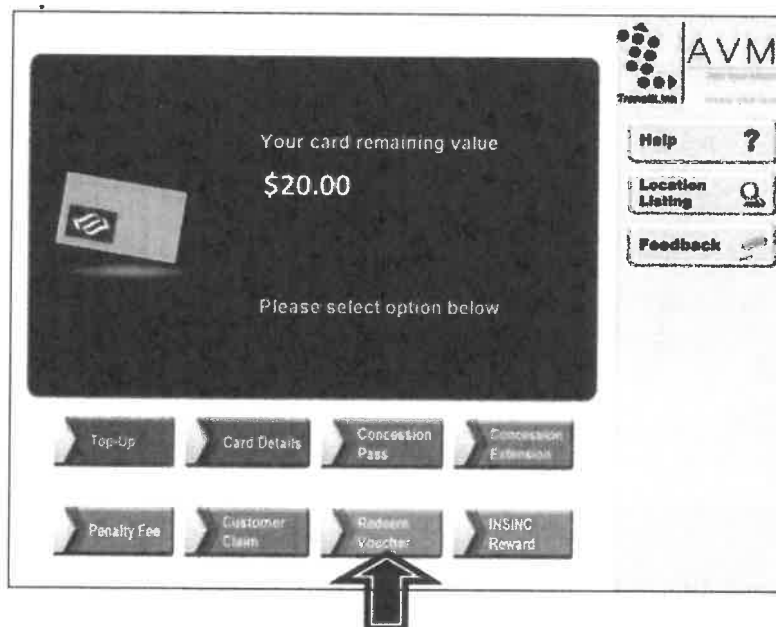 AVM
TransitLink
Your card remaining value
$20.00
Please select option below
Help ?
Location
Listing
Feedback
Top-Up
Card Details
Concession
Pass
Concession
Extension
Penalty Fee
Customer
Claim
Redeem
Voucher
INSINC
Reward